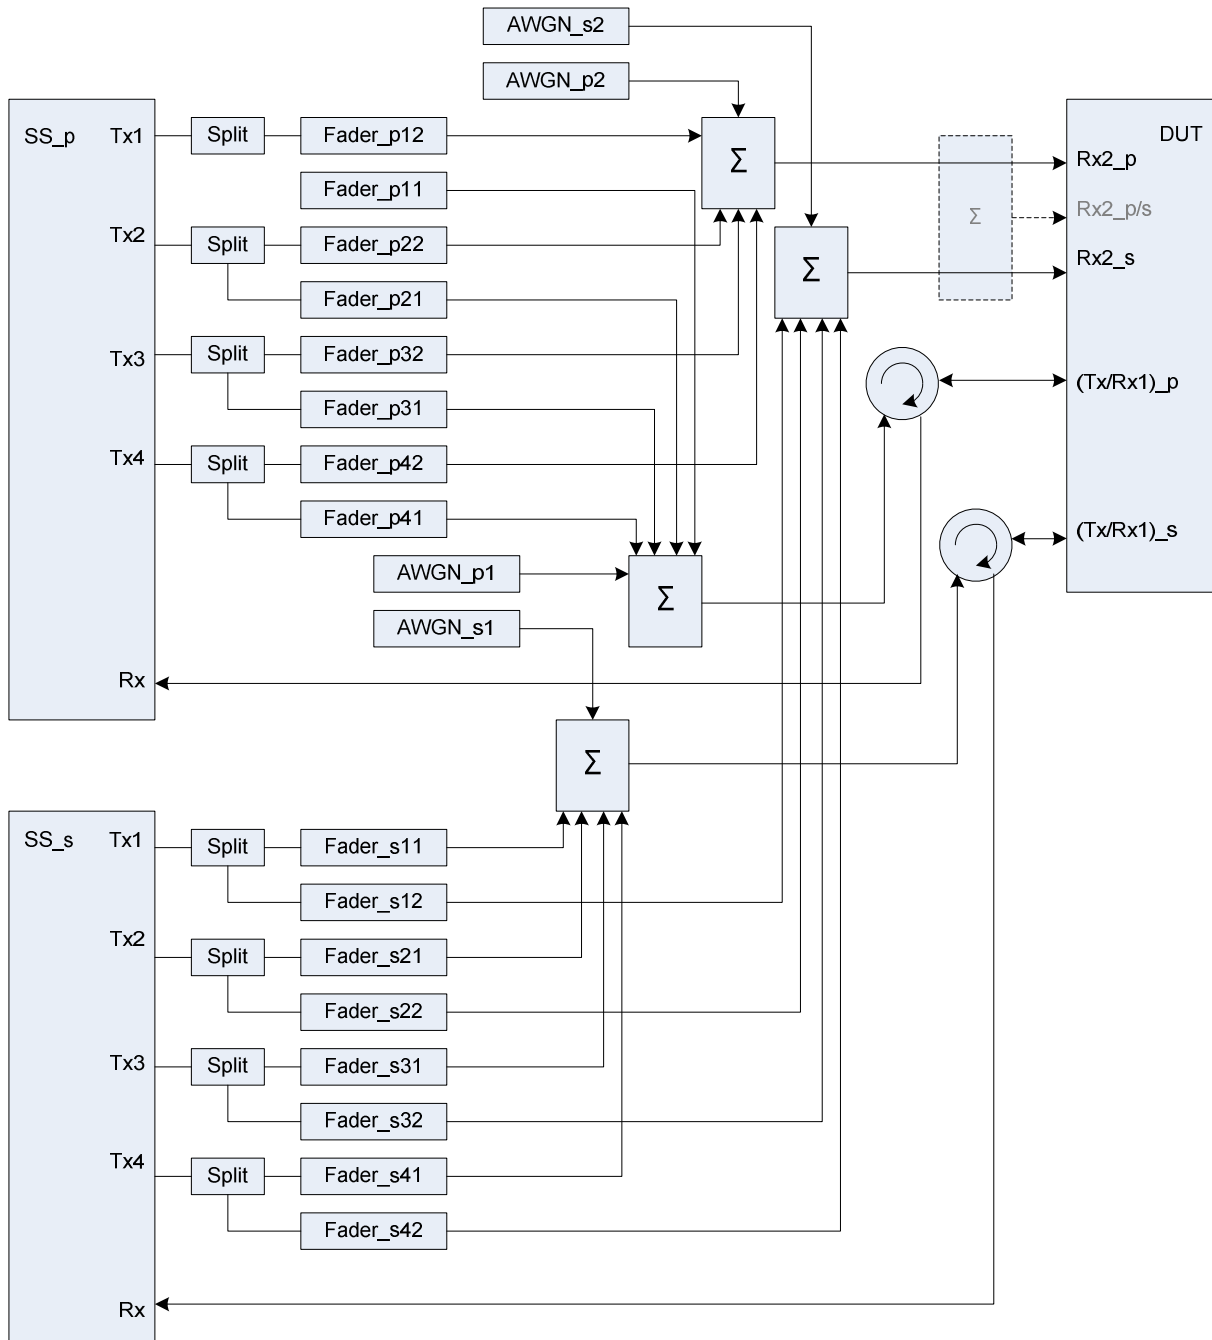 AWGN_s2
AWGN_p2
SS_p
Tx1
Split
Fader_p12
Σ
DUT
Rx2_p
Fader_p11
Rx2_p/s
Σ
Tx2
Split
Fader_p22
Rx2_s
Σ
Fader_p21
Tx3
Split
Fader_p32
(Tx/Rx1)_p
Fader_p31
Tx4
Split
Fader_p42
Fader_p41
(Tx/Rx1)_s
AWGN_p1
Σ
AWGN_s1
Rx
Σ
SS_s
Tx1
Split
Fader_s11
Fader_s12
Tx2
Split
Fader_s21
Fader_s22
Tx3
Split
Fader_s31
Fader_s32
Tx4
Split
Fader_s41
Fader_s42
Rx